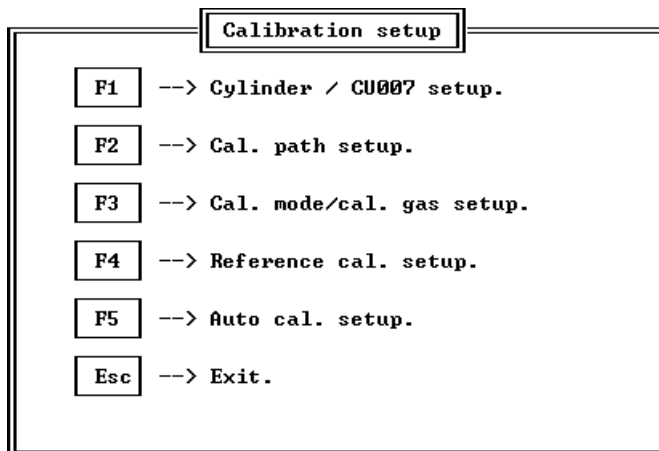 Calibration setup
F1 --> Cylinder / CU007 setup.
F2 --> Cal. path setup.
F3 --> Cal. mode/cal. gas setup.
F4 --> Reference cal. setup.
F5 --> Auto cal. setup.
Esc --> Exit.